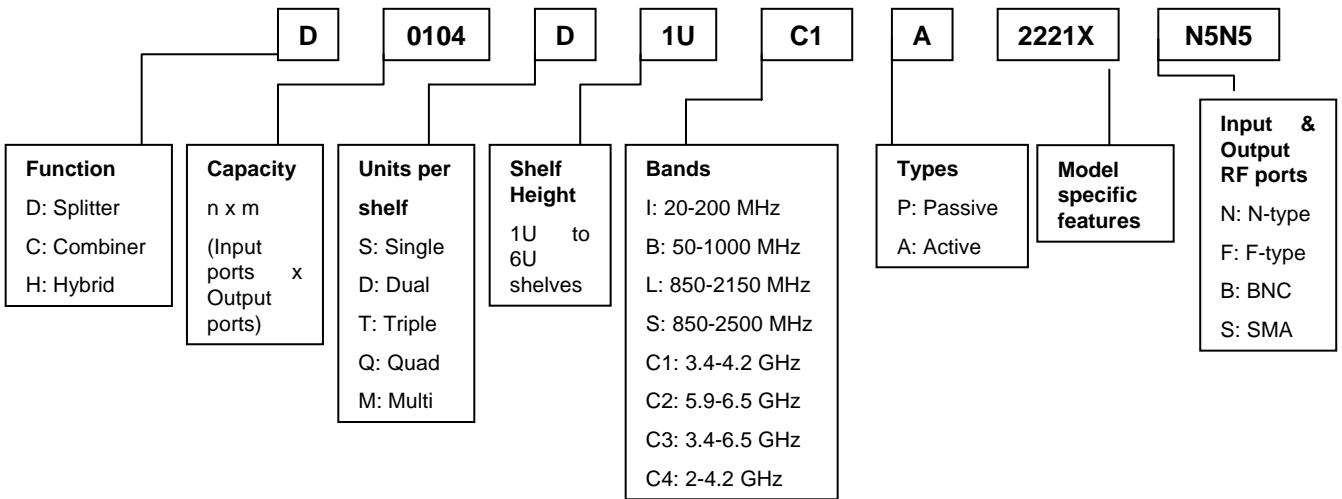 D 0104 D 1U C1 A 2221X N5N5
Function
D: Splitter
C: Combiner
H: Hybrid
Capacity
n x m
(Input
ports x
Output
ports)
Units per
shelf
S: Single
D: Dual
T: Triple
Q: Quad
M: Multi
Shelf
Height
1U to
6U
shelves
Bands
I: 20-200 MHz
B: 50-1000 MHz
L: 850-2150 MHz
S: 850-2500 MHz
C1: 3.4-4.2 GHz
C2: 5.9-6.5 GHz
C3: 3.4-6.5 GHz
C4: 2-4.2 GHz
Types
P: Passive
A: Active
Model
specific
features
Input &
Output
RF ports
N: N-type
F: F-type
B: BNC
S: SMA